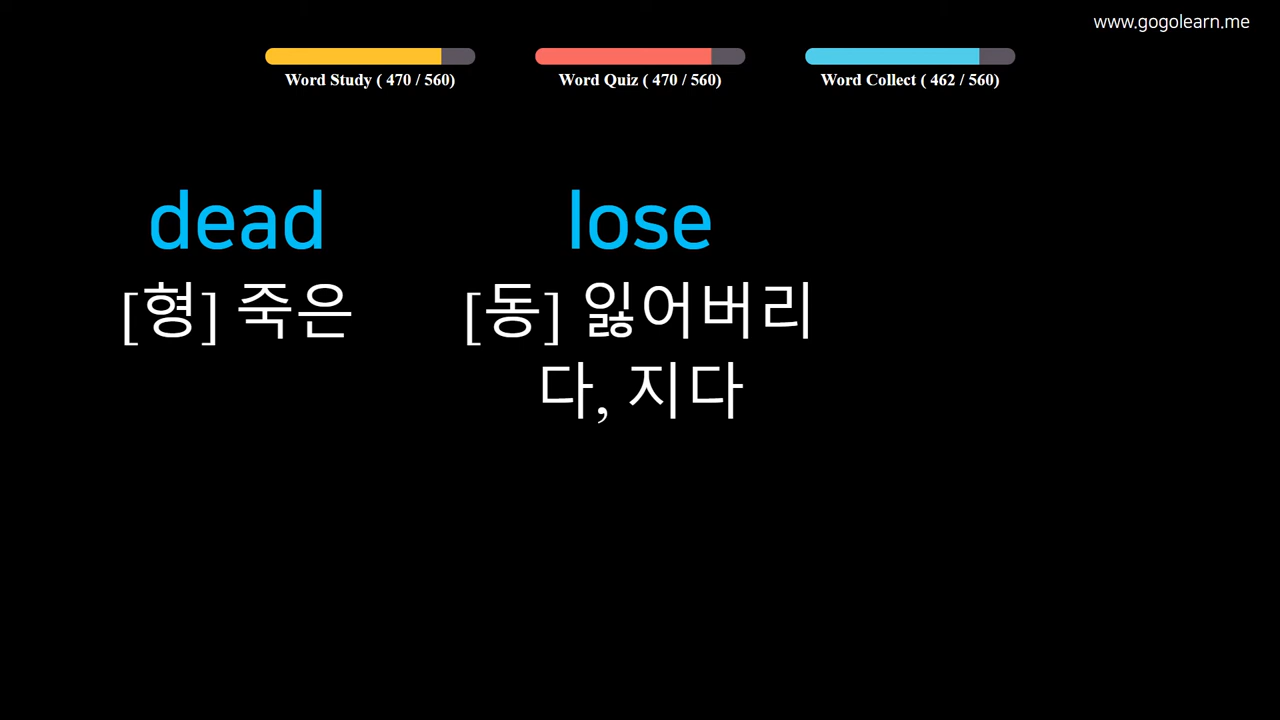 www.gogolearn.me
Word Study ( 470 / 560)
Word Quiz ( 470 / 560)
Word Collect ( 462 / 560)
dead
[형] 죽은
lose
[동] 잃어버리
다, 지다